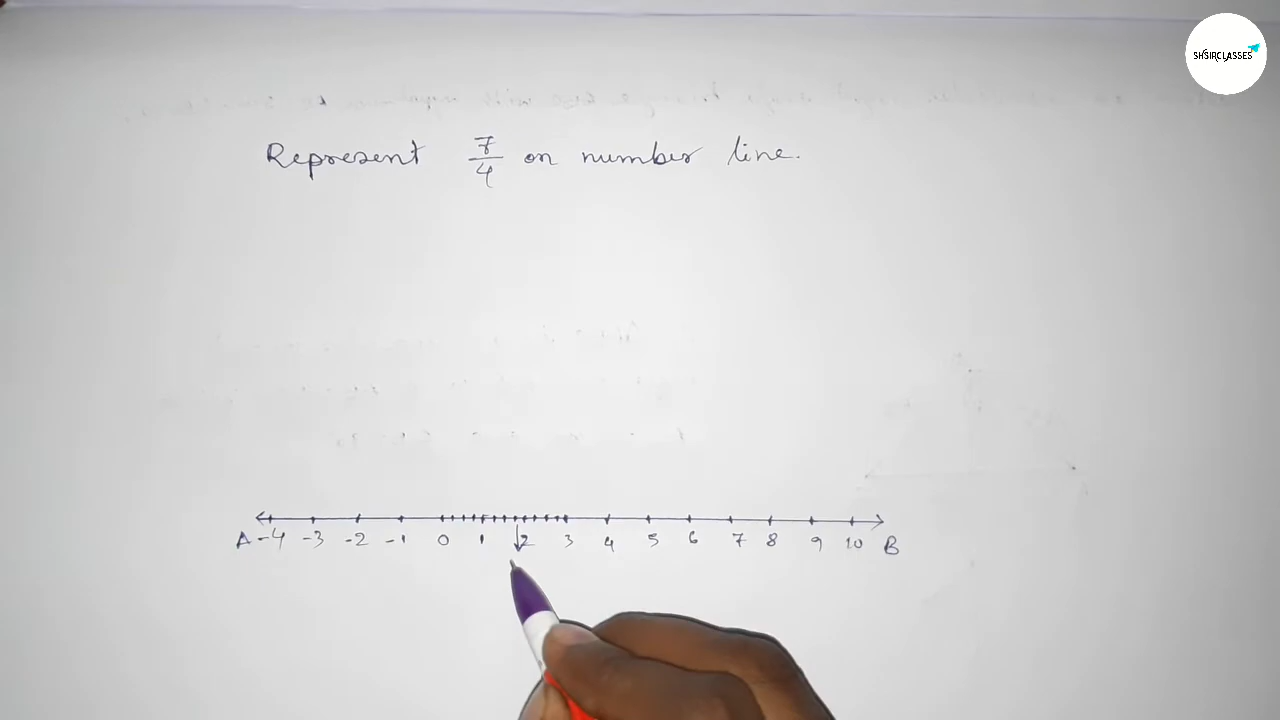 SHSIRCLASSES
Represent 7/4 on number line.
A -4 -3 -2 -1 0 1 2 3 4 5 6 7 8 9 10 B